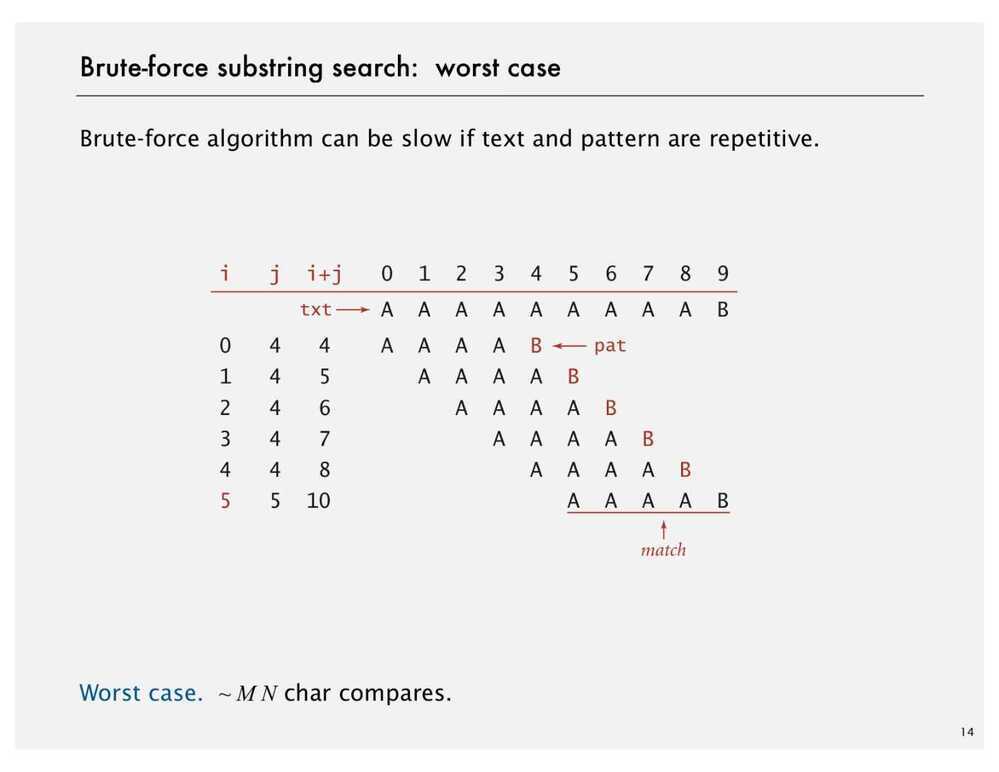 Brute-force substring search: worst case
Brute-force algorithm can be slow if text and pattern are repetitive.
i j i+j 0 1 2 3 4 5 6 7 8 9
txt A A A A A A A A A B
0 4 4 A A A A B pat
1 4 5 A A A A B
2 4 6 A A A A B
3 4 7 A A A A B
4 4 8 A A A A B
5 5 10 A A A A B
match
Worst case. ~ M N char compares.
14